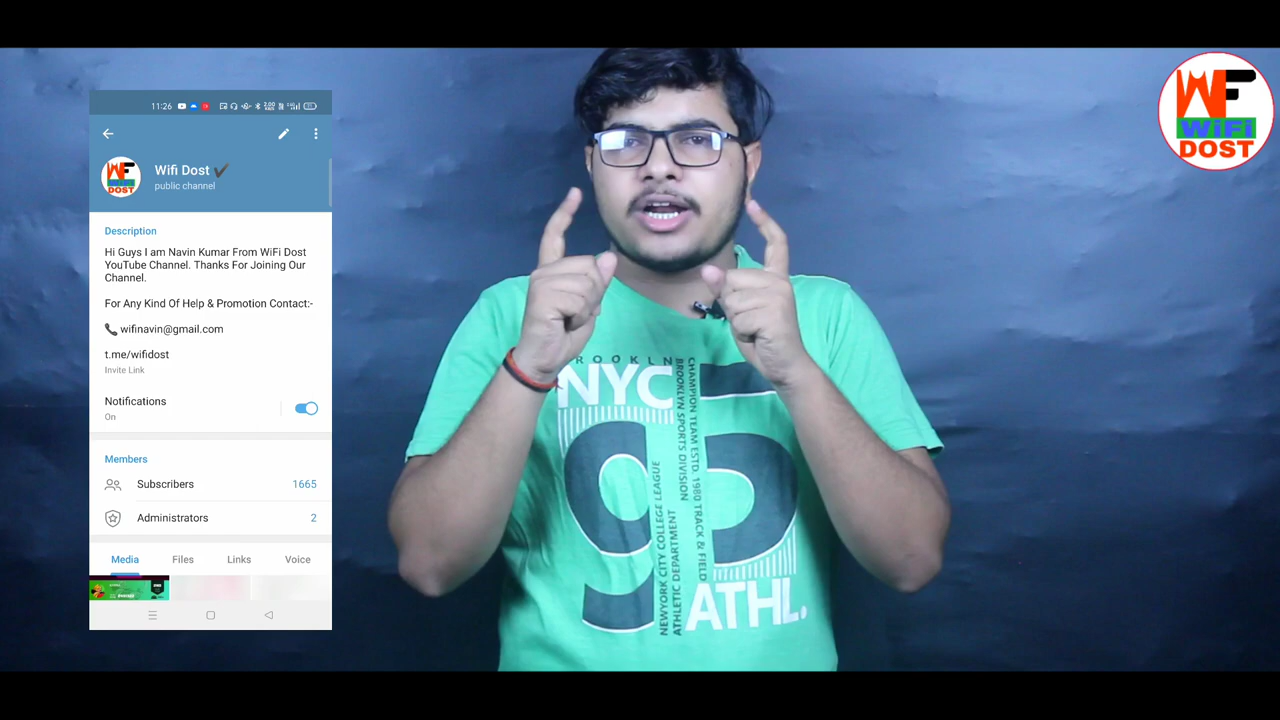 11:26
Wifi Dost ✔
public channel
Description
Hi Guys I am Navin Kumar From WiFi Dost
YouTube Channel. Thanks For Joining Our
Channel.
For Any Kind Of Help & Promotion Contact:-
📞 wifinavin@gmail.com
t.me/wifidost
Invite Link
Notifications
On
Members
Subscribers 1665
Administrators 2
Media Files Links Voice
WF
WiFi
DOST
ROOKLN
NYC
95
ATHL.
BROOKLYN SPORTS DIVISION
CHAMPION TEAM ESTD. 1980 TRACK & FIELD
NEWYORK CITY COLLEGE LEAGUE
ATHLETIC DEPARTMENT